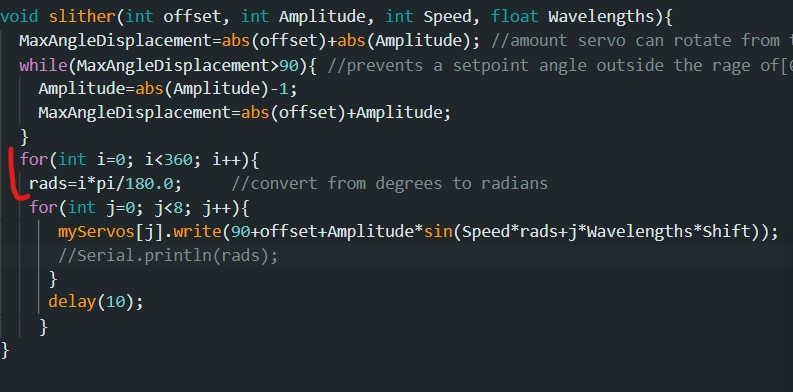 void slither(int offset, int Amplitude, int Speed, float Wavelengths){
MaxAngleDisplacement=abs(offset)+abs(Amplitude); //amount servo can rotate from
while(MaxAngleDisplacement>90){ //prevents a setpoint angle outside the rage of[
Amplitude=abs(Amplitude)-1;
MaxAngleDisplacement=abs(offset)+Amplitude;
}
for(int i=0; i<360; i++){
rads=i*pi/180.0; //convert from degrees to radians
for(int j=0; j<8; j++){
myServos[j].write(90+offset+Amplitude*sin(Speed*rads+j*Wavelengths*Shift));
//Serial.println(rads);
}
delay(10);
}
}